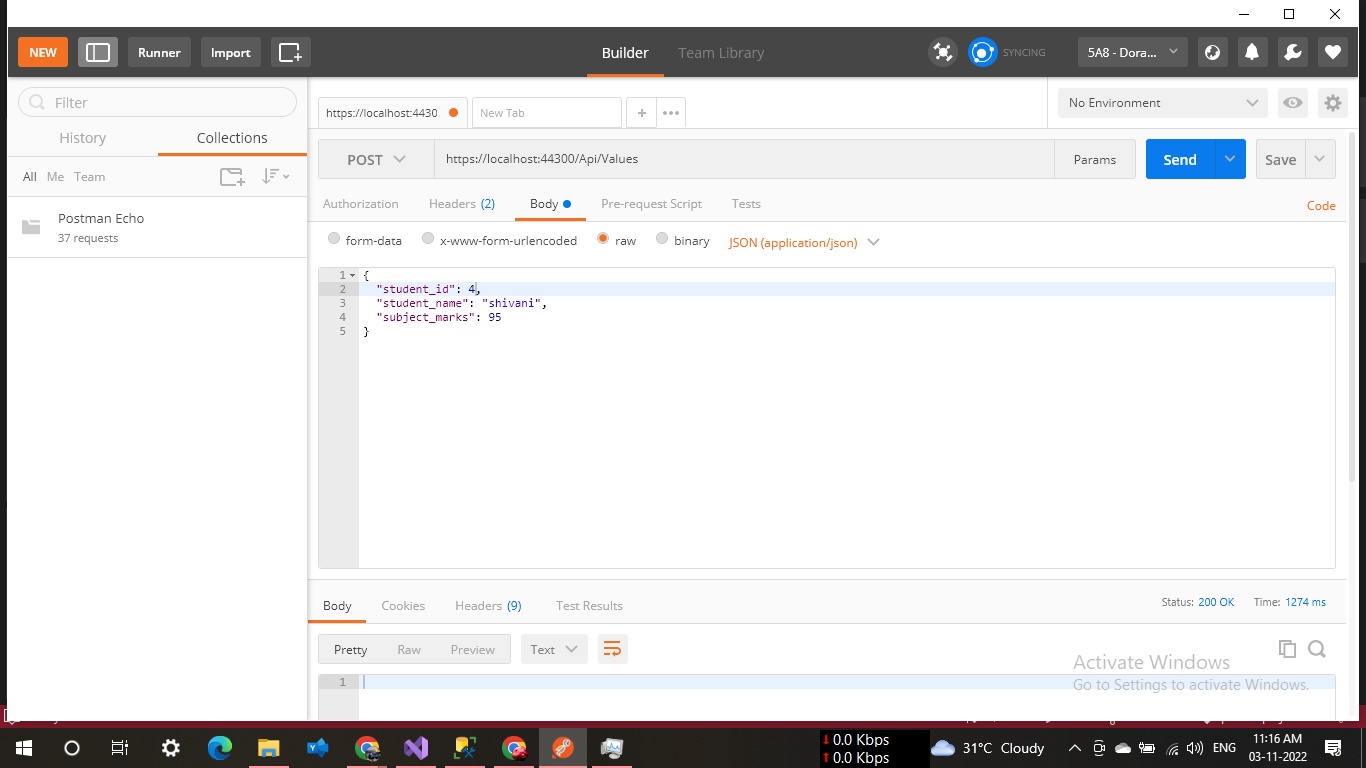 NEW
Runner
Import
Builder
Team Library
SYNCING
5A8 - Dora...
Filter
History
Collections
All
Me
Team
Postman Echo
37 requests
https://localhost:4430
New Tab
+
No Environment
POST
https://localhost:44300/Api/Values
Params
Send
Save
Authorization
Headers (2)
Body
Pre-request Script
Tests
Code
form-data
x-www-form-urlencoded
raw
binary
JSON (application/json)
1 {
2 "student_id": 4,
3 "student_name": "shivani",
4 "subject_marks": 95
5 }
Body
Cookies
Headers (9)
Test Results
Status: 200 OK
Time: 1274 ms
Pretty
Raw
Preview
Text
1
Activate Windows
Go to Settings to activate Windows.
0.0 Kbps
0.0 Kbps
31°C Cloudy
ENG
11:16 AM
03-11-2022